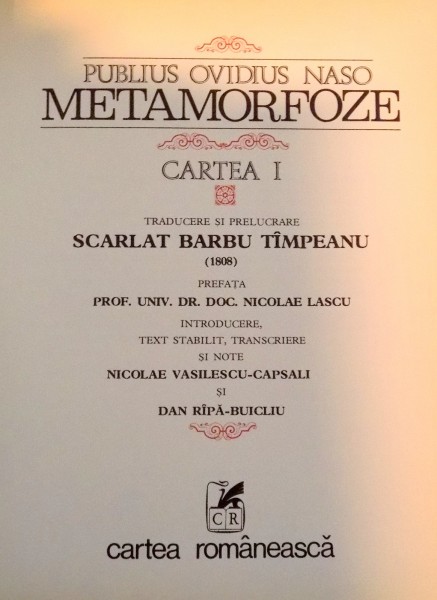 PUBLIUS OVIDIUS NASO
METAMORFOZE
CARTEA I
TRADUCERE SI PRELUCRARE
SCARLAT BARBU TÎMPEANU
(1808)
PREFAȚA
PROF. UNIV. DR. DOC. NICOLAE LASCU
INTRODUCERE,
TEXT STABILIT, TRANSCRIERE
ȘI NOTE
NICOLAE VASILESCU-CAPSALI
ȘI
DAN RÎPĂ-BUICLIU
CR
cartea românească